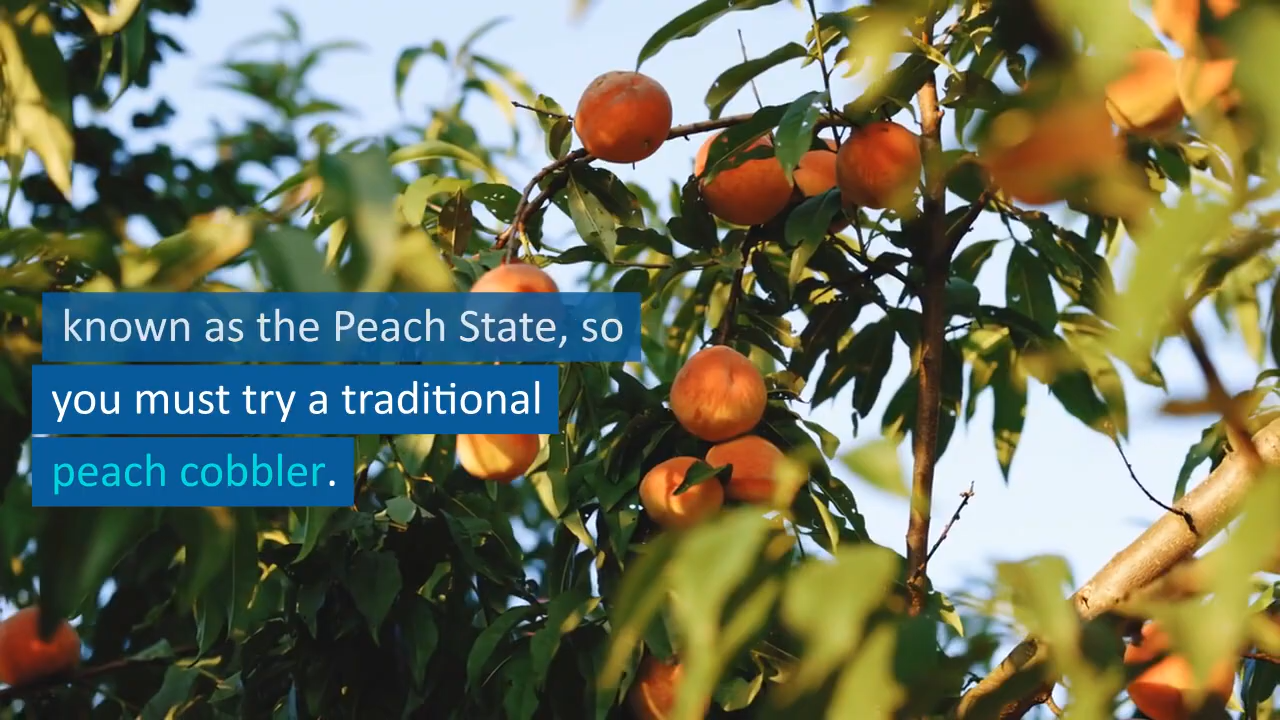 known as the Peach State, so
you must try a traditional
peach cobbler.